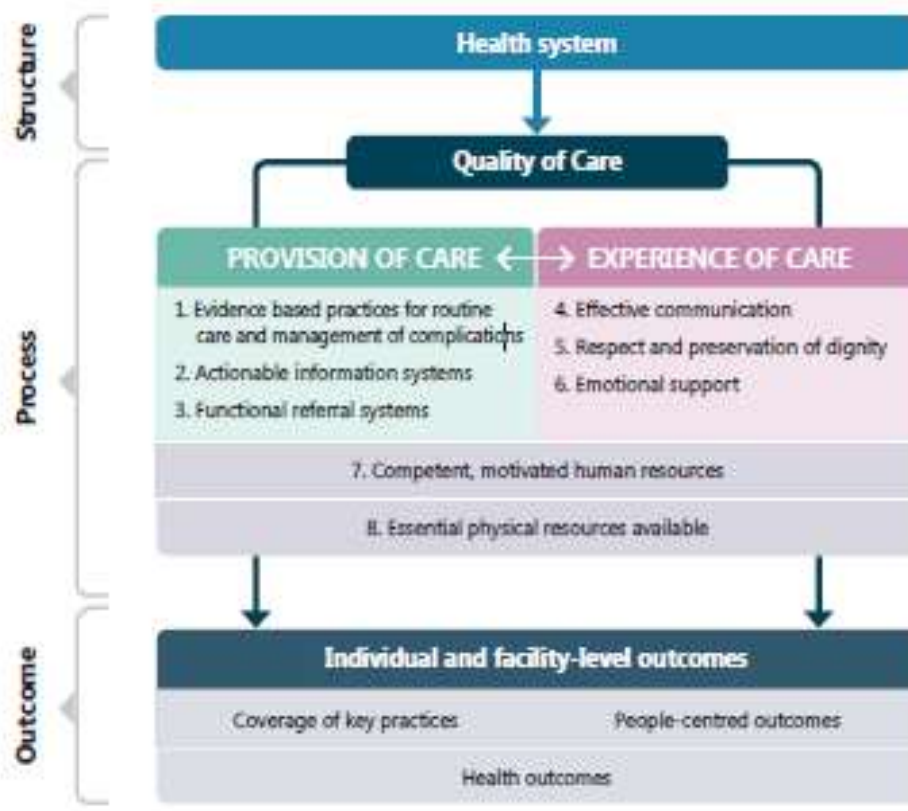 Structure
Health system
Quality of Care
Process
PROVISION OF CARE
EXPERIENCE OF CARE
1. Evidence based practices for routine
care and management of complications
2. Actionable information systems
3. Functional referral systems
4. Effective communication
5. Respect and preservation of dignity
6. Emotional support
7. Competent, motivated human resources
8. Essential physical resources available
Outcome
Individual and facility-level outcomes
Coverage of key practices
People-centred outcomes
Health outcomes